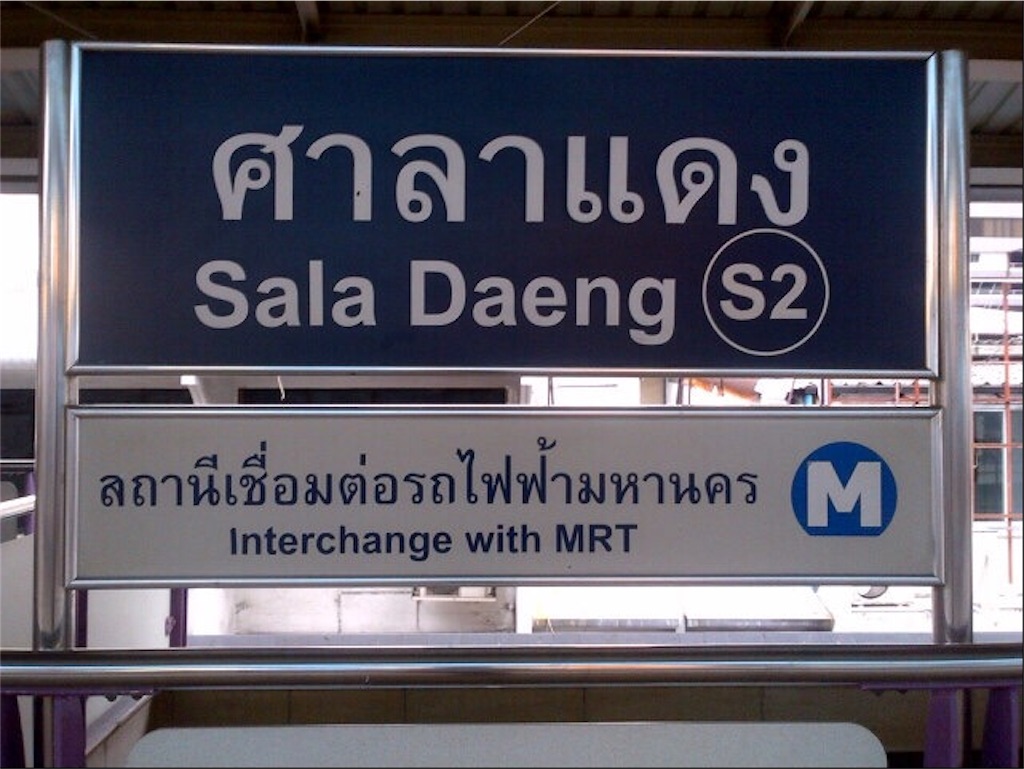 ศาลาแดง
Sala Daeng S2
สถานีเชื่อมต่อรถไฟฟ้ามหานคร
Interchange with MRT
M